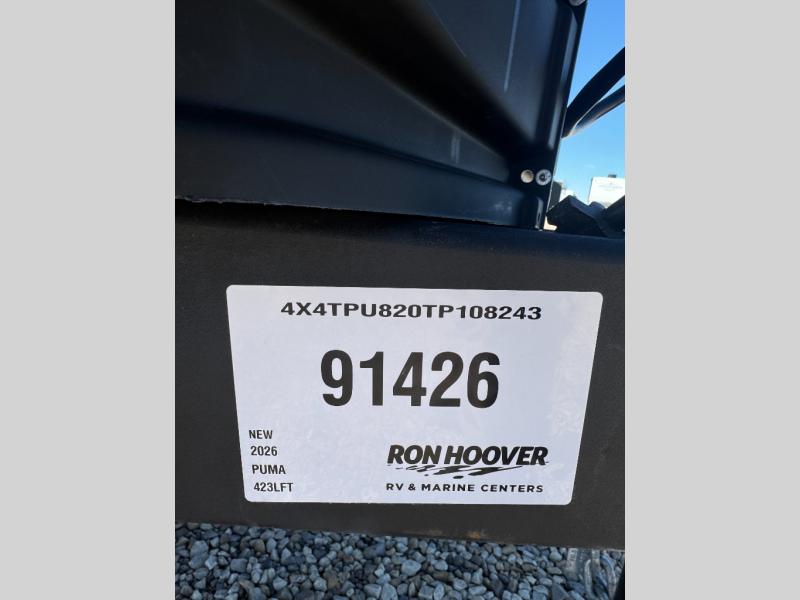 4X4TPU820TP108243
91426
NEW
2026
PUMA
423LFT
RON HOOVER
RV & MARINE CENTERS